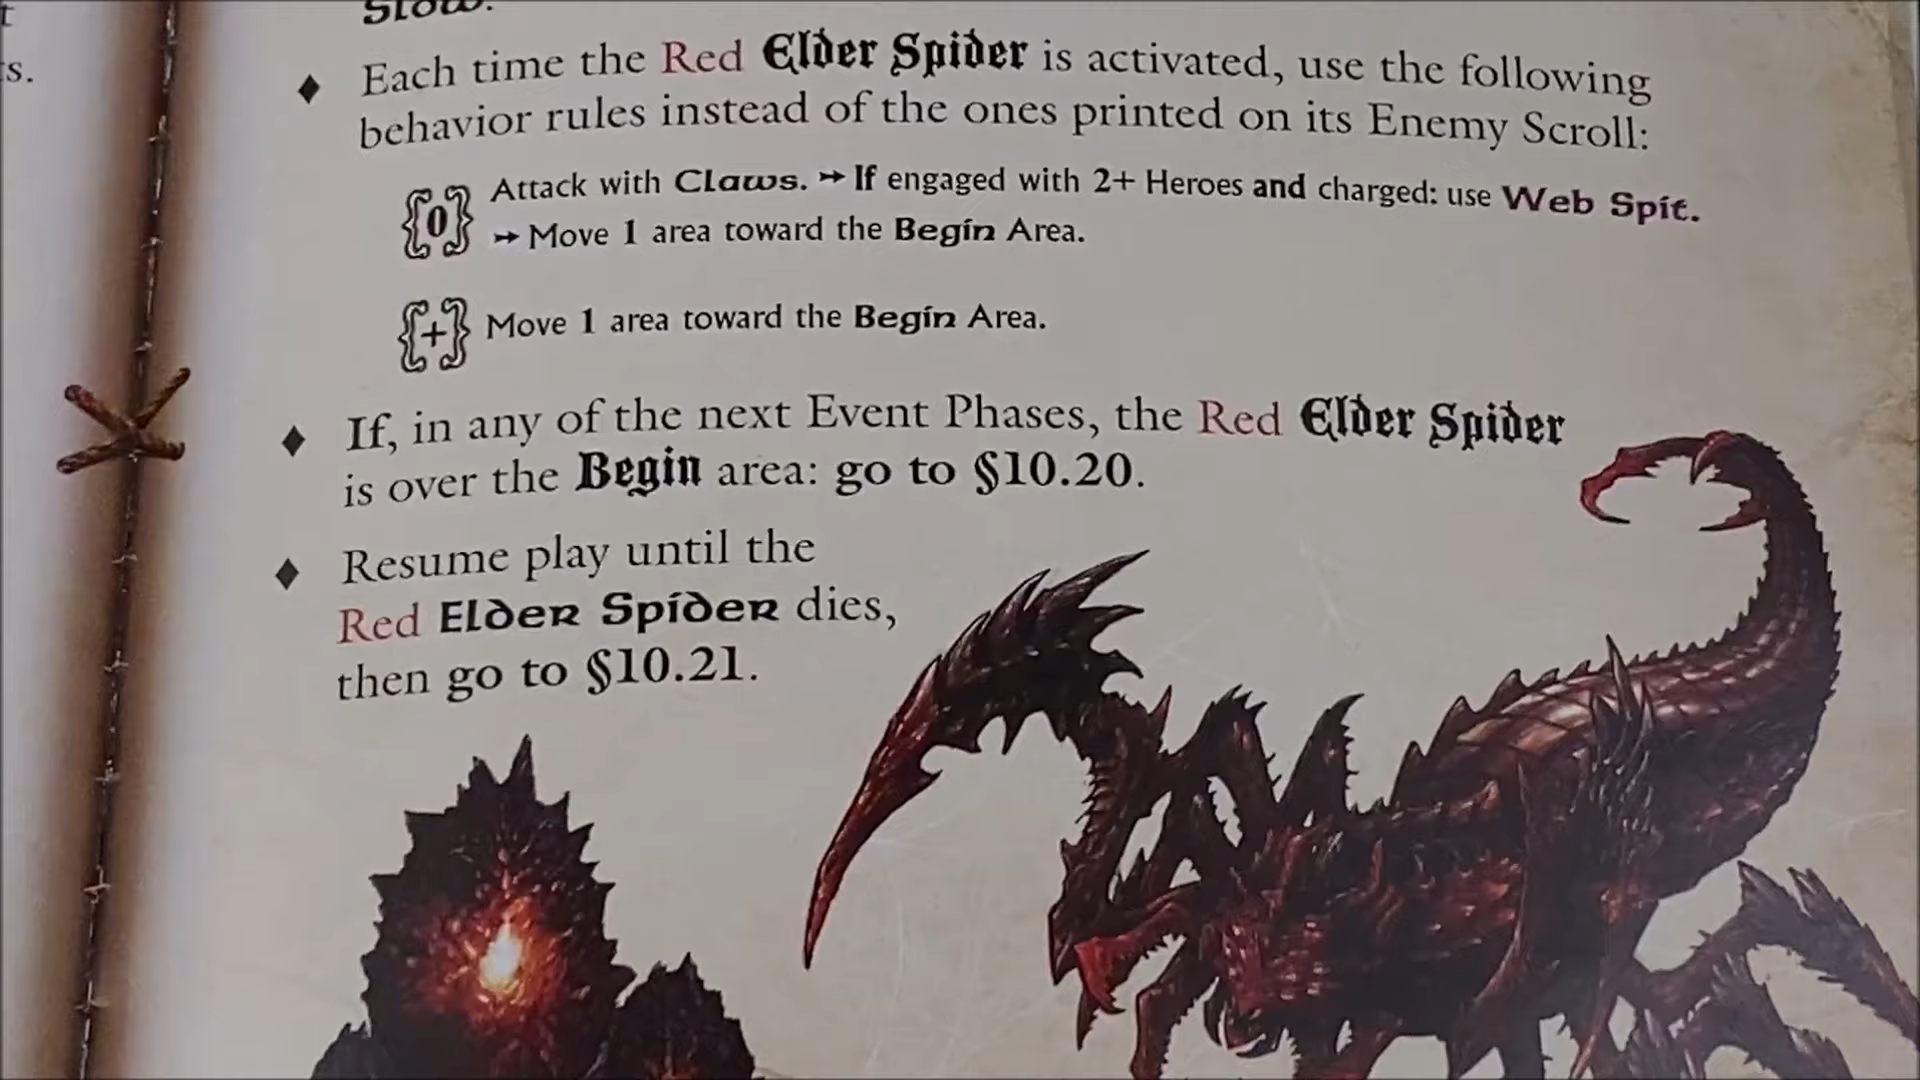 Slow.
s.
Each time the Red Elder Spider is activated, use the following
behavior rules instead of the ones printed on its Enemy Scroll:
{0} Attack with Claws. ➳ If engaged with 2+ Heroes and charged: use Web Spit.
➳ Move 1 area toward the Begin Area.
{+} Move 1 area toward the Begin Area.
♦ If, in any of the next Event Phases, the Red Elder Spider
is over the Begin area: go to §10.20.
♦ Resume play until the
Red Elder Spider dies,
then go to §10.21.